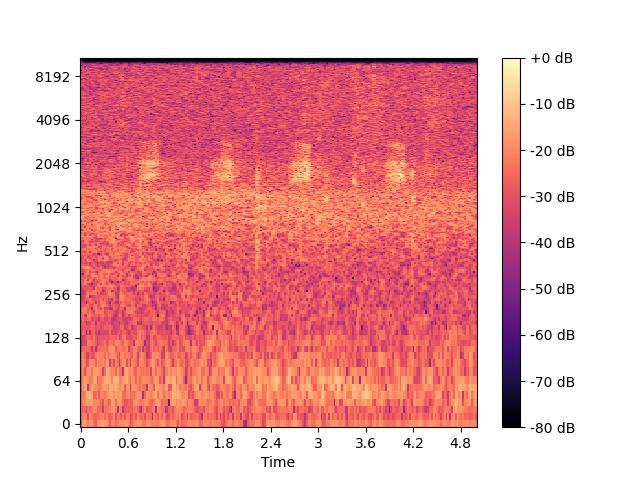 8192
4096
2048
1024
512
256
128
64
0
Hz
0 0.6 1.2 1.8 2.4 3 3.6 4.2 4.8
Time
+0 dB
-10 dB
-20 dB
-30 dB
-40 dB
-50 dB
-60 dB
-70 dB
-80 dB